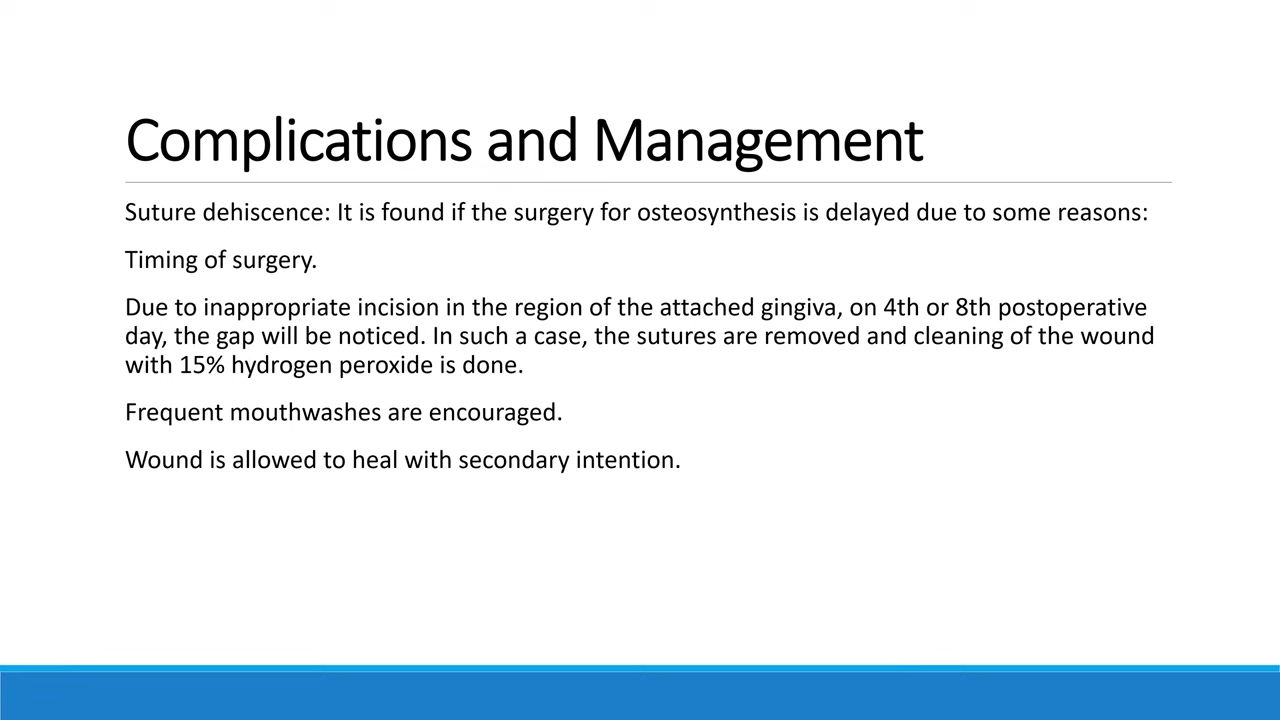 Complications and Management
Suture dehiscence: It is found if the surgery for osteosynthesis is delayed due to some reasons:
Timing of surgery.
Due to inappropriate incision in the region of the attached gingiva, on 4th or 8th postoperative
day, the gap will be noticed. In such a case, the sutures are removed and cleaning of the wound
with 15% hydrogen peroxide is done.
Frequent mouthwashes are encouraged.
Wound is allowed to heal with secondary intention.